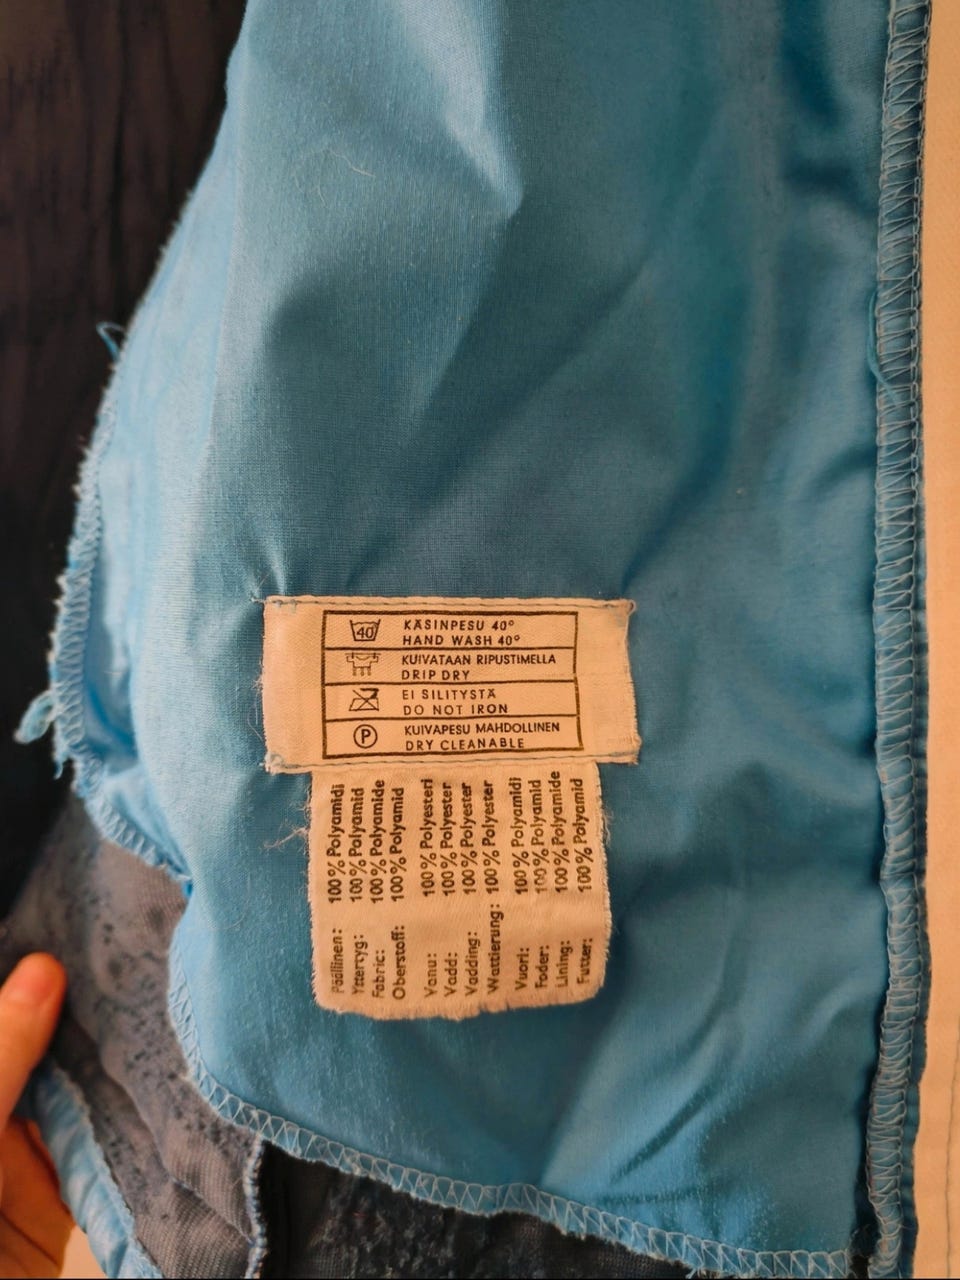 40 KÄSINPESU 40°
HAND WASH 40°
KUIVATAAN RIPUSTIMELLA
DRIP DRY
EI SILITYSTÄ
DO NOT IRON
P KUIVAPESU MAHDOLLINEN
DRY CLEANABLE
Päällinen: 100% Polyamidi
Yttertyg: 100% Polyamid
Fabric: 100% Polyamide
Oberstoff: 100% Polyamid
Vanu: 100% Polyesteri
Vadd: 100% Polyester
Vadding: 100% Polyester
Wattierung: 100% Polyester
Vuori: 100% Polyamidi
Foder: 100% Polyamid
Lining: 100% Polyamide
Futter: 100% Polyamid